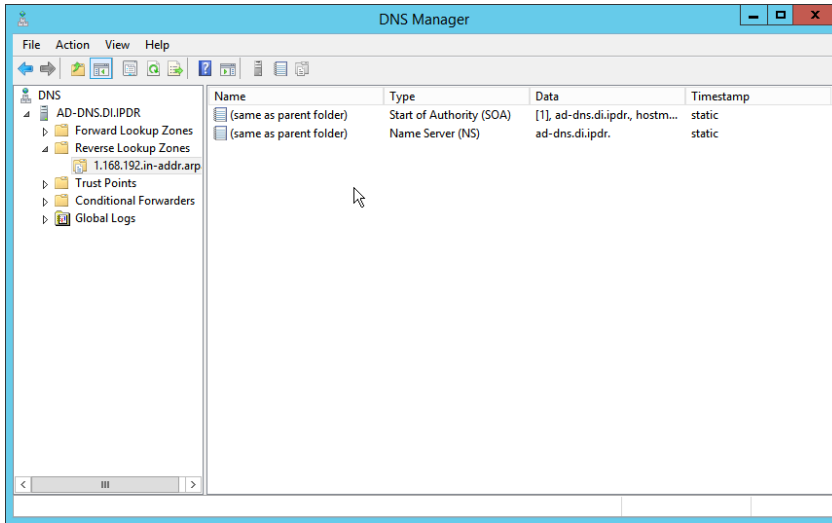 DNS Manager
File Action View Help
DNS
AD-DNS.DI.IPDR
Forward Lookup Zones
Reverse Lookup Zones
1.168.192.in-addr.arp
Trust Points
Conditional Forwarders
Global Logs
Name Type Data Timestamp
(same as parent folder) Start of Authority (SOA) [1], ad-dns.di.ipdr., hostm... static
(same as parent folder) Name Server (NS) ad-dns.di.ipdr. static